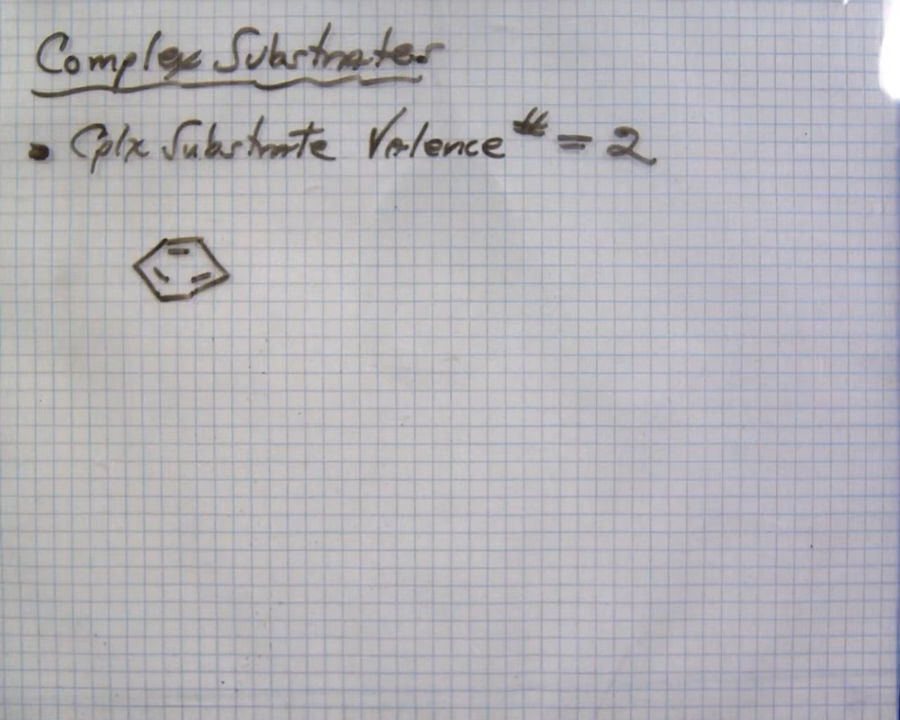 Complex Substrates
• Cplx Substrate Valence # = 2